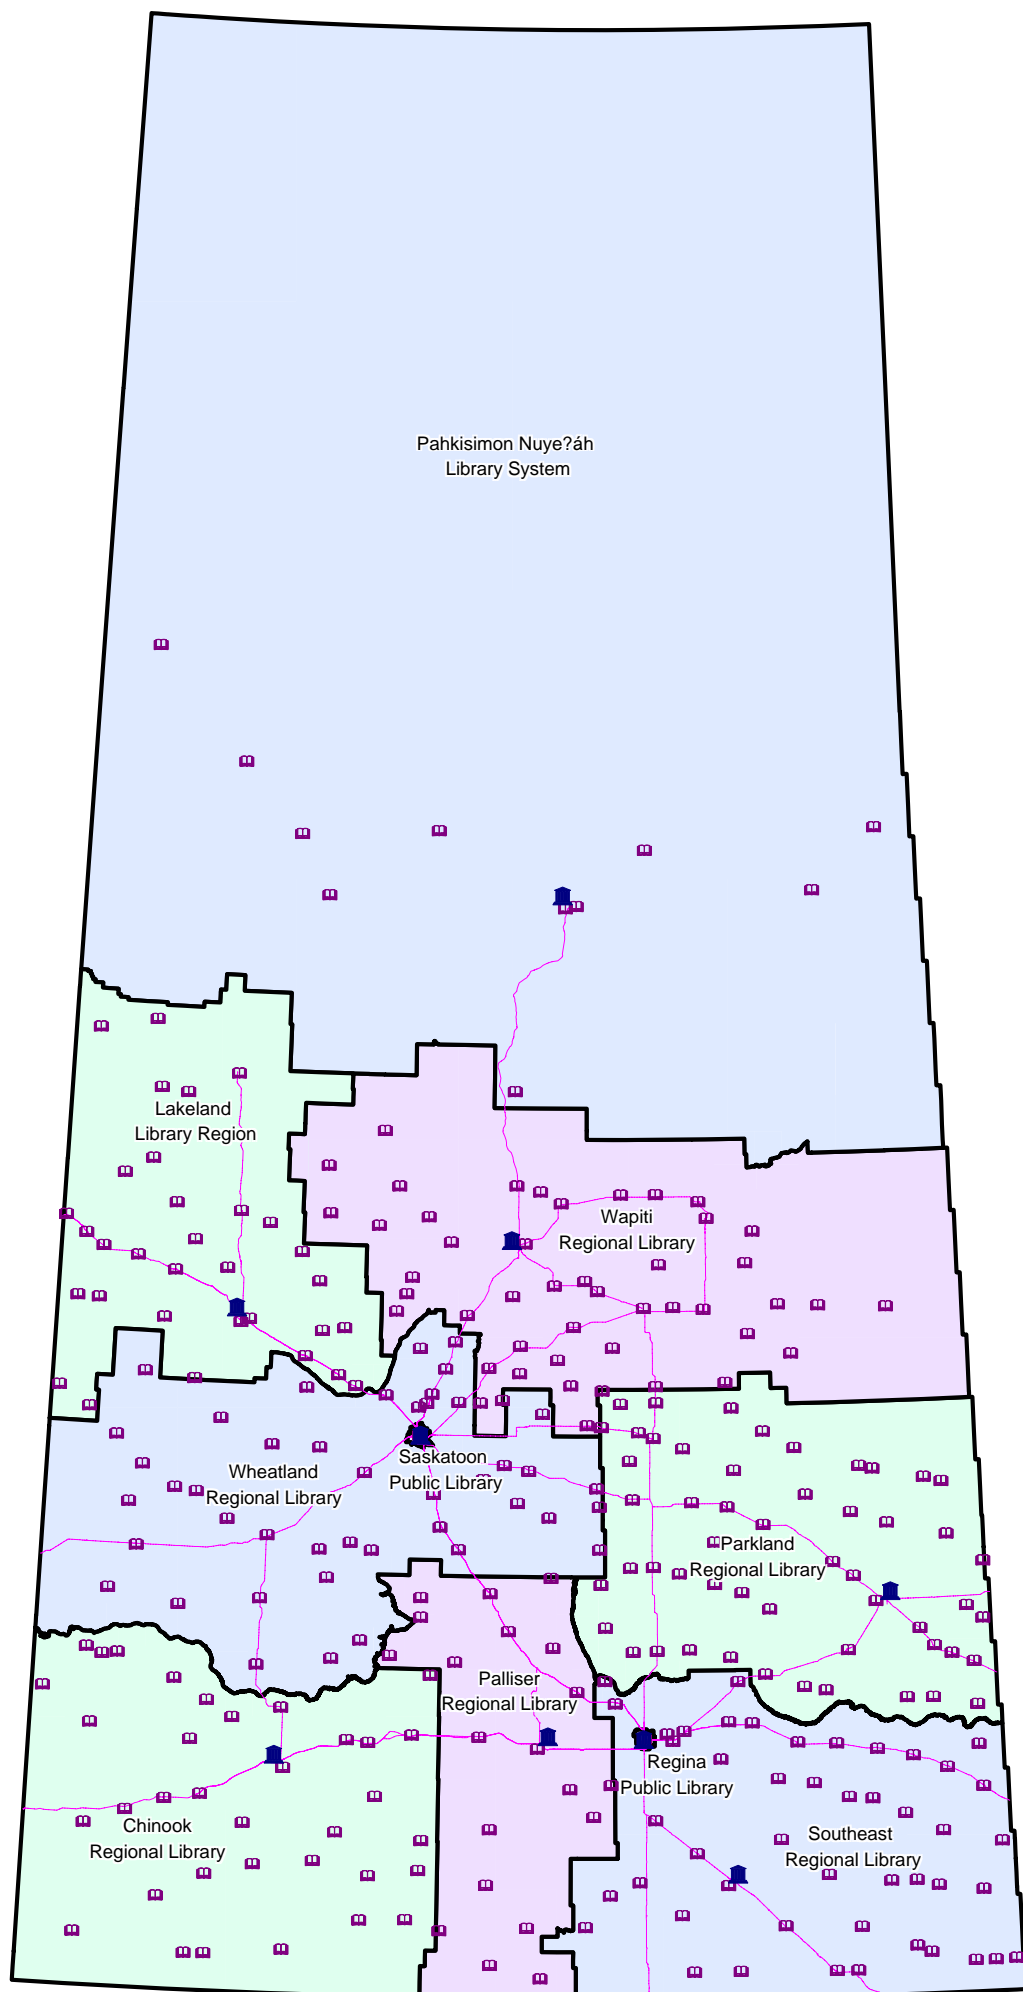 Pahkisimon Nuye?áh
Library System
Lakeland
Library Region
Wapiti
Regional Library
Saskatoon
Public Library
Wheatland
Regional Library
Parkland
Regional Library
Palliser
Regional Library
Regina
Public Library
Chinook
Regional Library
Southeast
Regional Library